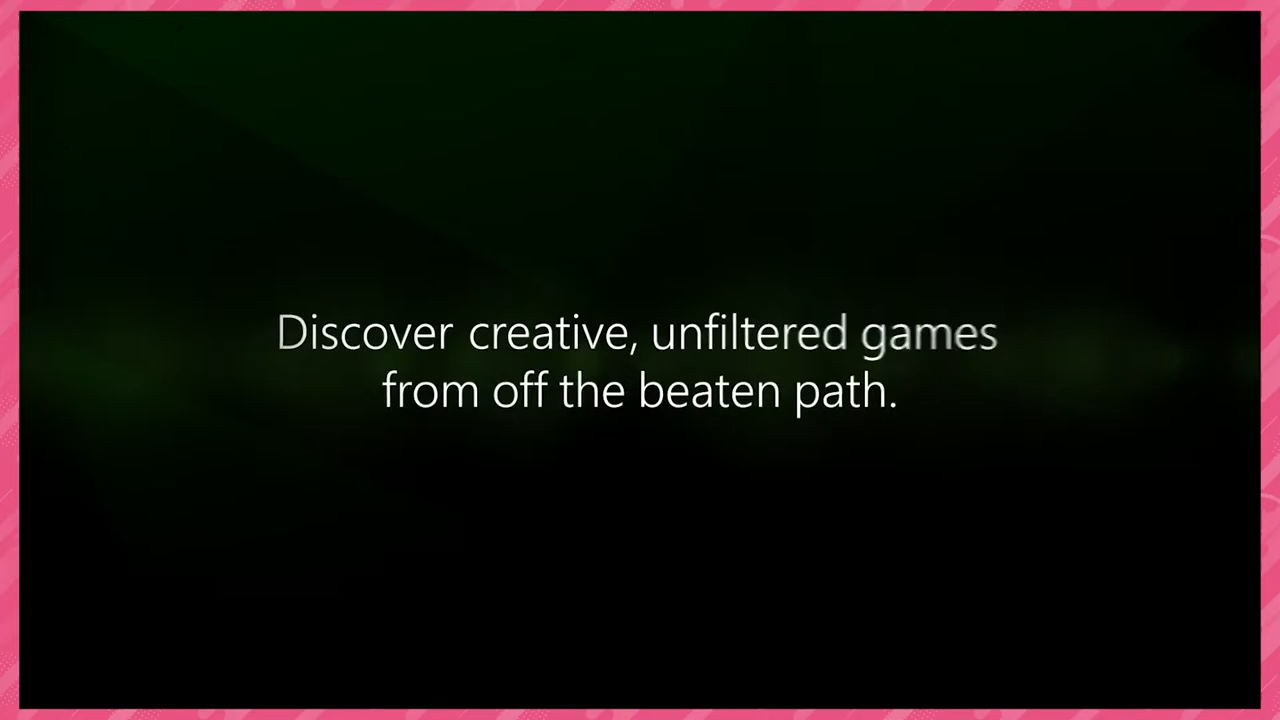 Discover creative, unfiltered games
from off the beaten path.